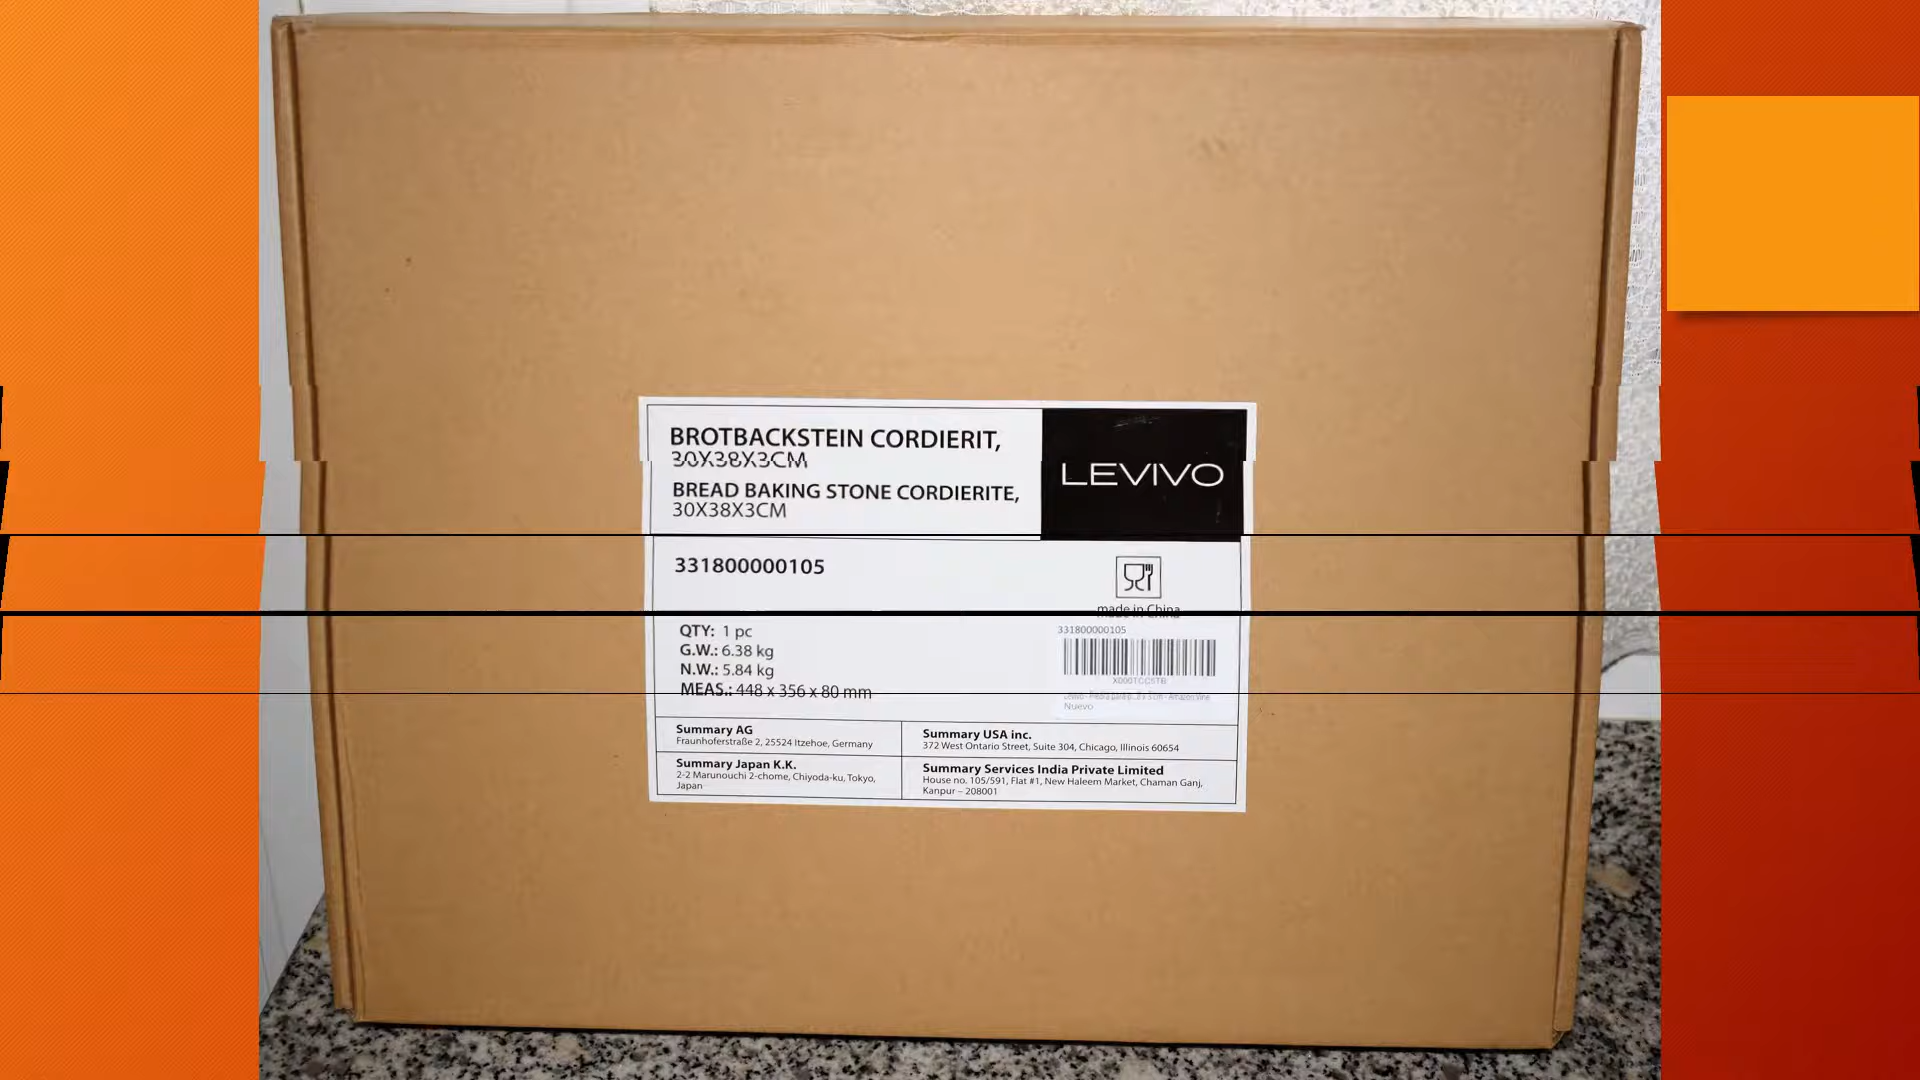 BROTBACKSTEIN CORDIERIT,
30X38X3CM
BREAD BAKING STONE CORDIERITE,
30X38X3CM
LEVIVO
331800000105
made in China
QTY: 1 pc
G.W.: 6.38 kg
N.W.: 5.84 kg
MEAS.: 448 x 356 x 80 mm
331800000105
Nuevo
Summary AG
Fraunhoferstraße 2, 25524 Itzehoe, Germany
Summary USA inc.
372 West Ontario Street, Suite 304, Chicago, Illinois 60654
Summary Japan K.K.
2-2 Marunouchi 2-chome, Chiyoda-ku, Tokyo,
Japan
Summary Services India Private Limited
House no. 105/591, Flat #1, New Haleem Market, Chaman Ganj,
Kanpur – 208001